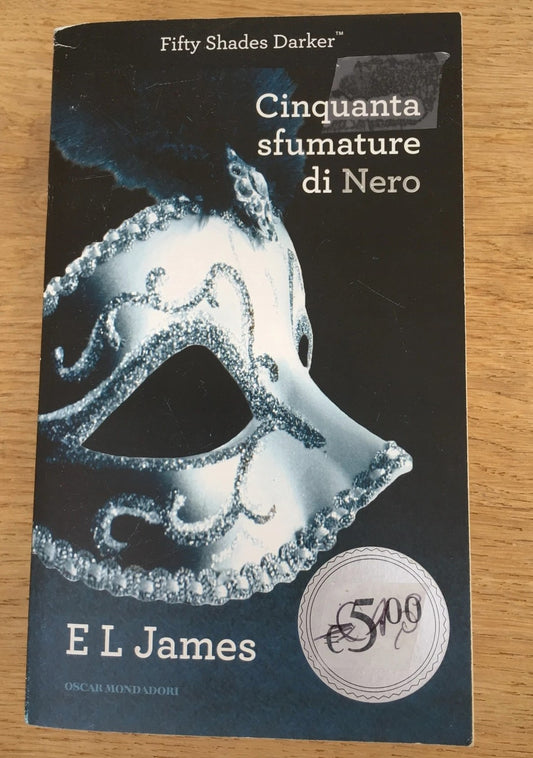 Fifty Shades Darker™
Cinquanta
sfumature
di Nero
E L James
OSCAR MONDADORI
€5,00